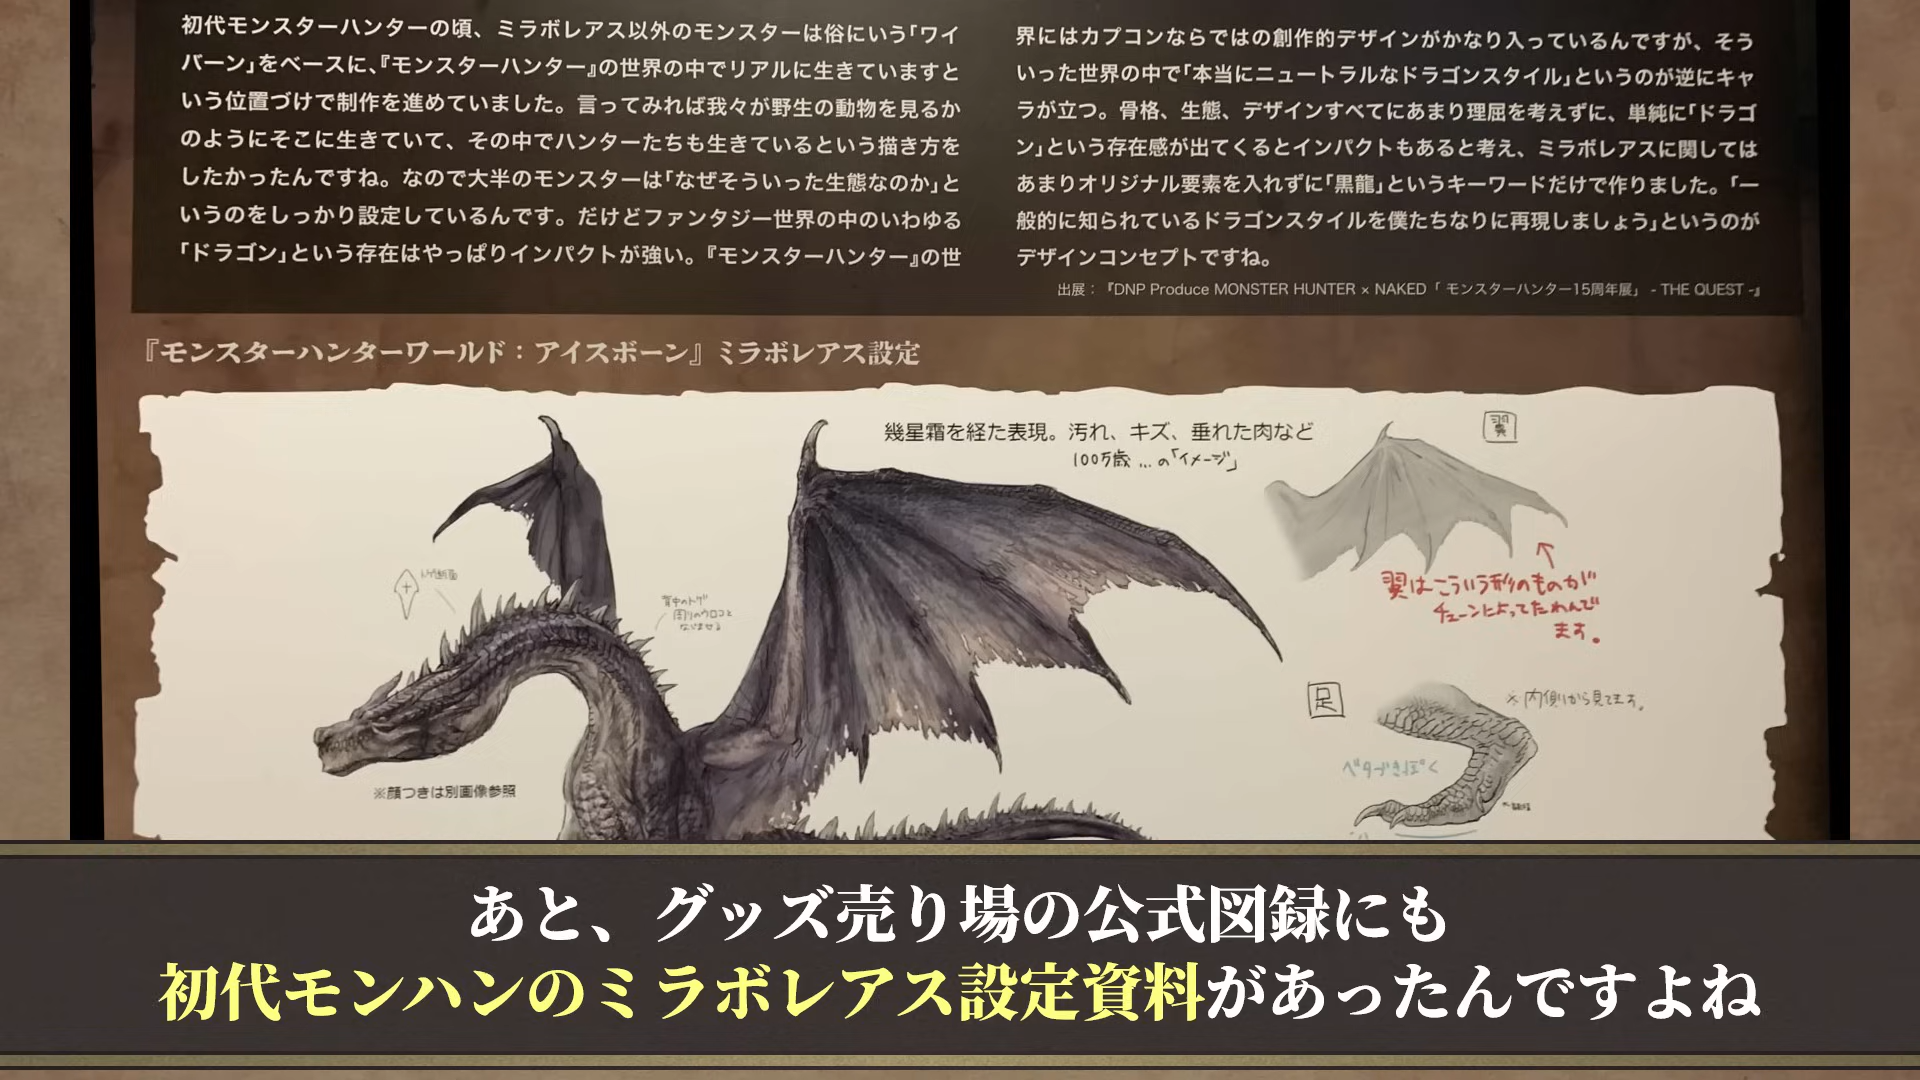 初代モンスターハンターの頃、ミラボレアス以外のモンスターは俗にいう「ワイ
バーン」をベースに、『モンスターハンター』の世界の中でリアルに生きていますと
いう位置づけで制作を進めていました。言ってみれば我々が野生の動物を見るか
のようにそこに生きていて、その中でハンターたちも生きているという描き方を
したかったんですね。なので大半のモンスターは「なぜそういった生態なのか」と
いうのをしっかり設定しているんです。だけどファンタジー世界の中のいわゆる
「ドラゴン」という存在はやっぱりインパクトが強い。『モンスターハンター』の世
界にはカプコンならではの創作的デザインがかなり入っているんですが、そう
いった世界の中で「本当にニュートラルなドラゴンスタイル」というのが逆にキャ
ラが立つ。骨格、生態、デザインすべてにあまり理屈を考えずに、単純に「ドラゴ
ン」という存在感が出てくるとインパクトもあると考え、ミラボレアスに関しては
あまりオリジナル要素を入れずに「黒龍」というキーワードだけで作りました。「一
般的に知られているドラゴンスタイルを僕たちなりに再現しましょう」というのが
デザインコンセプトですね。
出展：『DNP Produce MONSTER HUNTER × NAKED「 モンスターハンター15周年展」 - THE QUEST -』
『モンスターハンターワールド：アイスボーン』ミラボレアス設定
幾星霜を経た表現。汚れ、キズ、垂れた肉など
100万歳…の「イメージ」
翼
翼はこういう形のものが
チェーンによってたわんで
ます。
トゲ断面
背中のトゲ
周りのウロコと
なじませる
足
※内側から見てます。
ベタづきぽく
※顔つきは別画像参照
あと、グッズ売り場の公式図録にも
初代モンハンのミラボレアス設定資料があったんですよね